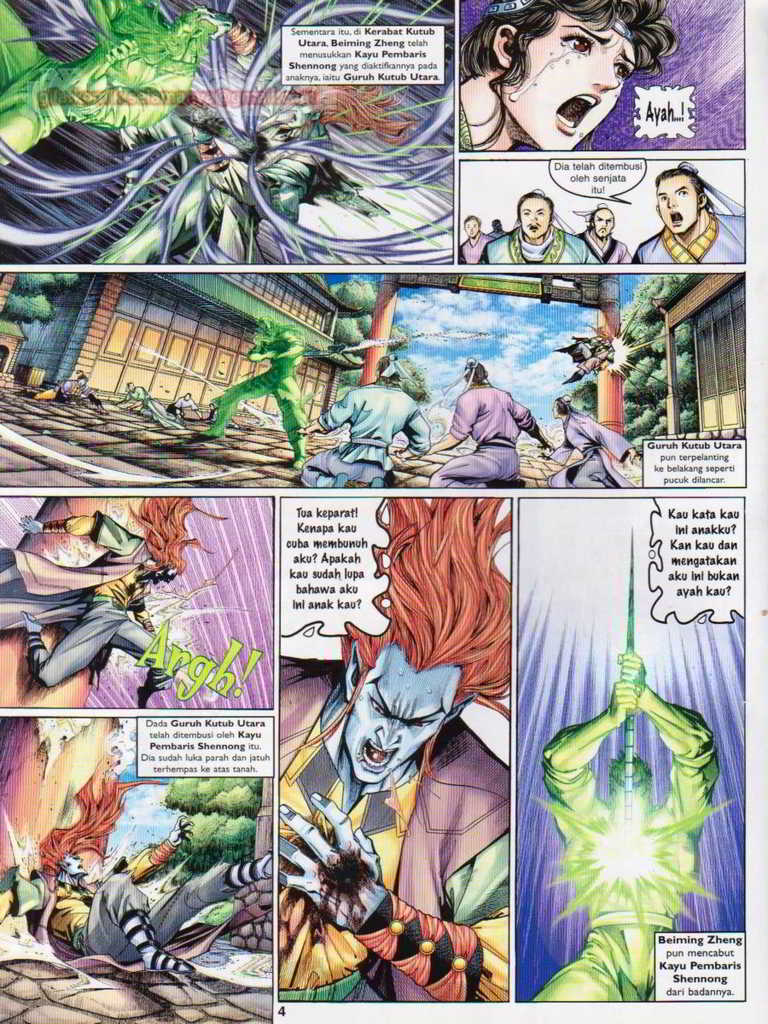 Sementara itu, di Kerabat Kutub
Utara, Beiming Zheng telah
menusukkan Kayu Pembaris
Shennong yang diaktifkannya pada
anaknya, iaitu Guruh Kutub Utara.
Ayah...!
Dia telah ditembusi
oleh senjata
itu!
Guruh Kutub Utara
pun terpelanting
ke belakang seperti
pucuk dilancar.
Argh!
Dada Guruh Kutub Utara
telah ditembusi oleh Kayu
Pembaris Shennong itu.
Dia sudah luka parah dan jatuh
terhempas ke atas tanah.
Tua keparat!
Kenapa kau
cuba membunuh
aku? Apakah
kau sudah lupa
bahawa aku
ini anak kau?
Kau kata kau
ini anakku?
Kan kau dan
mengatakan
aku ini bukan
ayah kau?
Beiming Zheng
pun mencabut
Kayu Pembaris
Shennong
dari badannya.
4